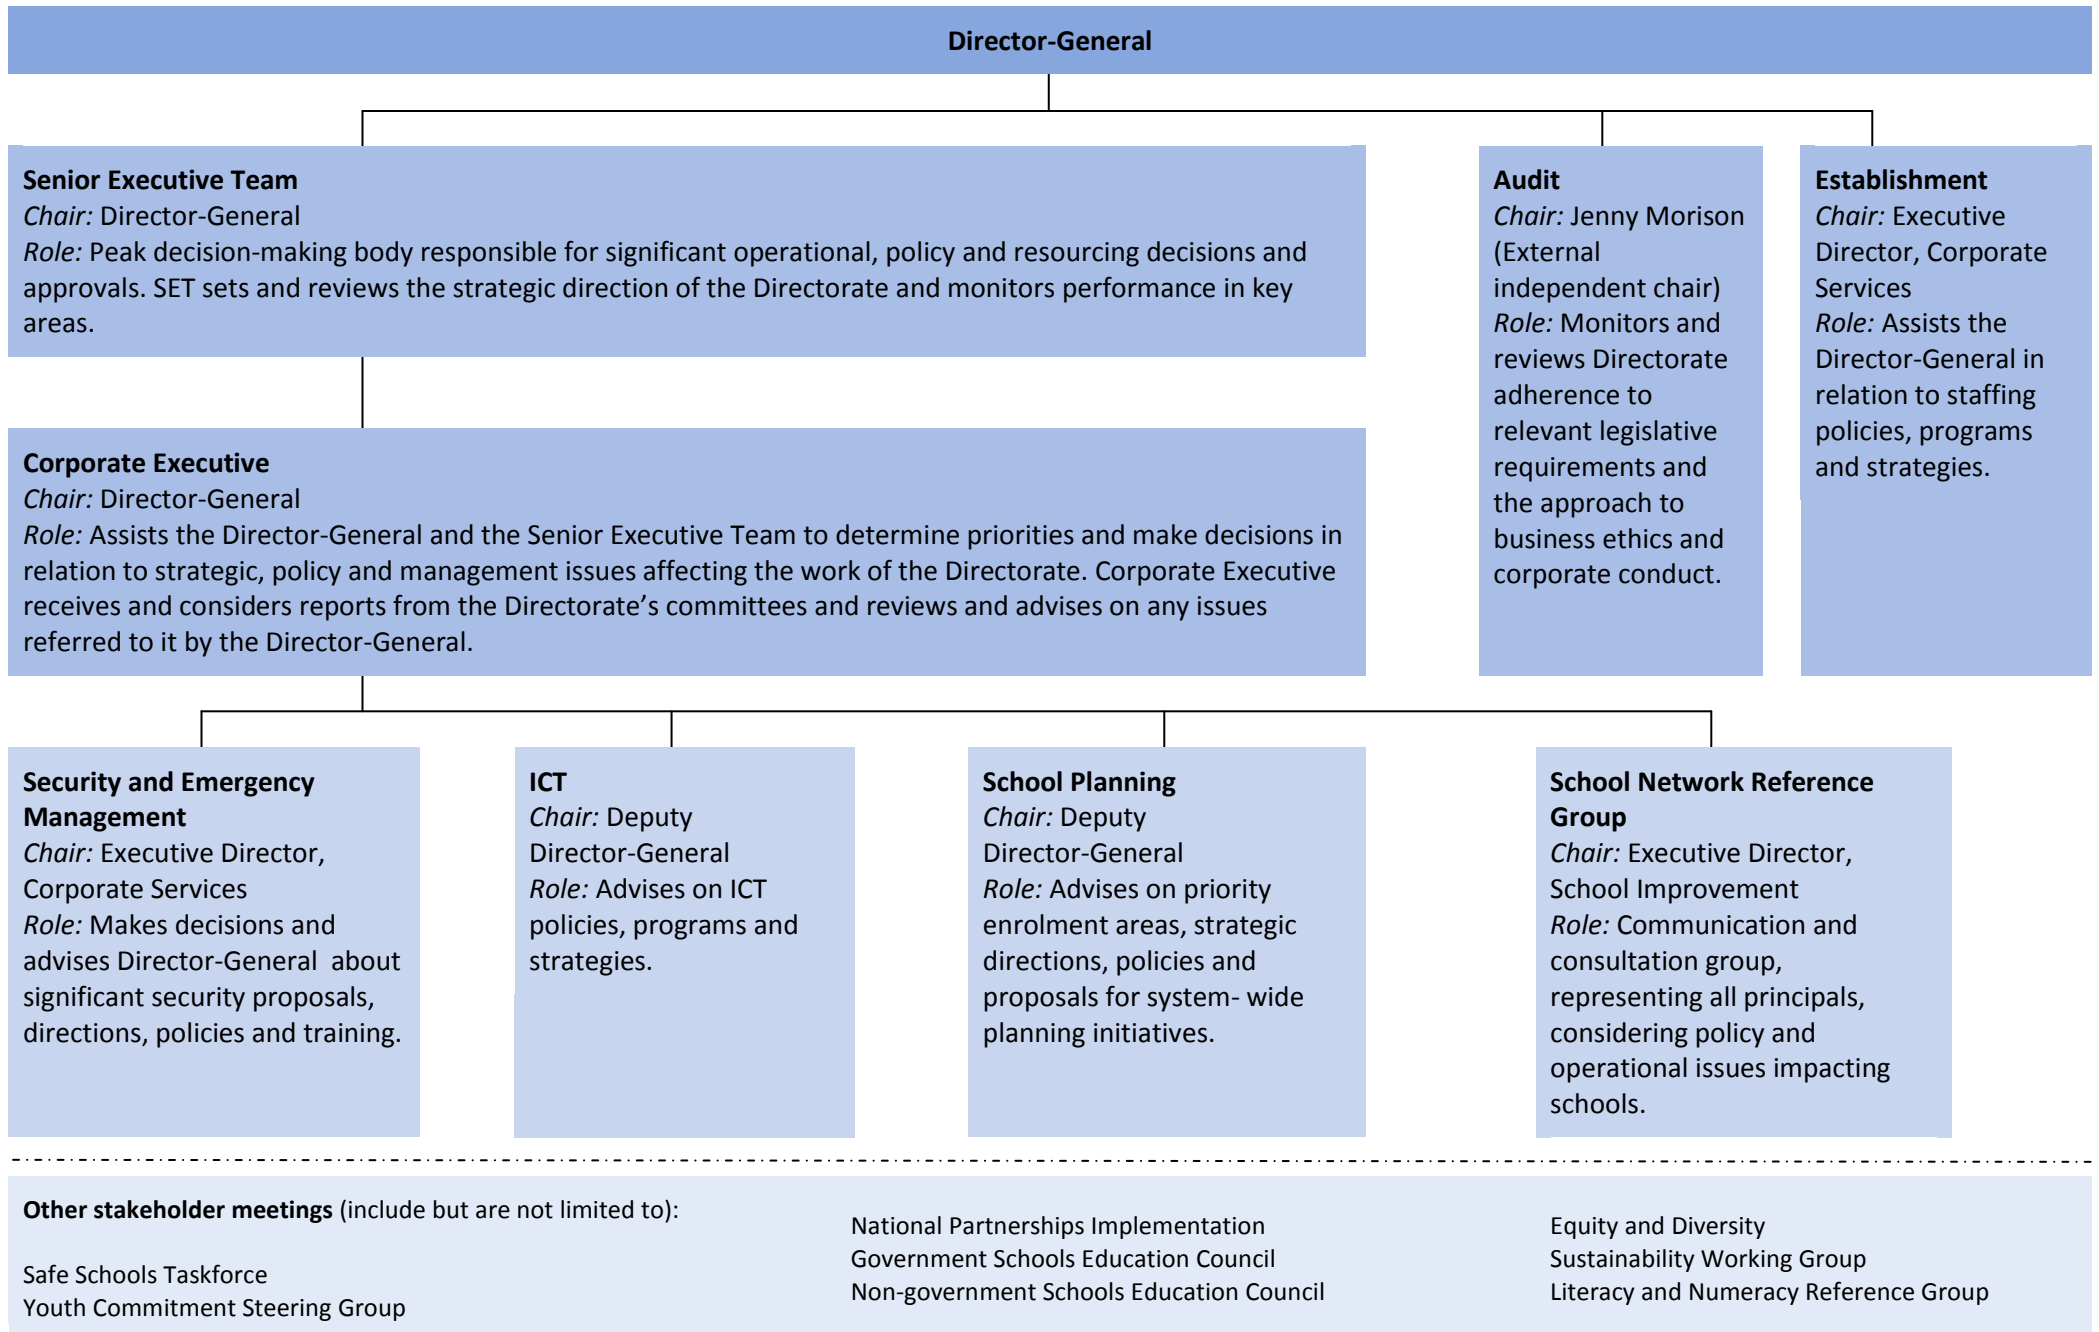 Director-General
Senior Executive Team
Chair: Director-General
Role: Peak decision-making body responsible for significant operational, policy and resourcing decisions and
approvals. SET sets and reviews the strategic direction of the Directorate and monitors performance in key
areas.
Audit
Chair: Jenny Morison
(External
independent chair)
Role: Monitors and
reviews Directorate
adherence to
relevant legislative
requirements and
the approach to
business ethics and
corporate conduct.
Establishment
Chair: Executive
Director, Corporate
Services
Role: Assists the
Director-General in
relation to staffing
policies, programs
and strategies.
Corporate Executive
Chair: Director-General
Role: Assists the Director-General and the Senior Executive Team to determine priorities and make decisions in
relation to strategic, policy and management issues affecting the work of the Directorate. Corporate Executive
receives and considers reports from the Directorate’s committees and reviews and advises on any issues
referred to it by the Director-General.
Security and Emergency
Management
Chair: Executive Director,
Corporate Services
Role: Makes decisions and
advises Director-General about
significant security proposals,
directions, policies and training.
ICT
Chair: Deputy
Director-General
Role: Advises on ICT
policies, programs and
strategies.
School Planning
Chair: Deputy
Director-General
Role: Advises on priority
enrolment areas, strategic
directions, policies and
proposals for system- wide
planning initiatives.
School Network Reference
Group
Chair: Executive Director,
School Improvement
Role: Communication and
consultation group,
representing all principals,
considering policy and
operational issues impacting
schools.
Other stakeholder meetings (include but are not limited to):
Safe Schools Taskforce
Youth Commitment Steering Group
National Partnerships Implementation
Government Schools Education Council
Non-government Schools Education Council
Equity and Diversity
Sustainability Working Group
Literacy and Numeracy Reference Group